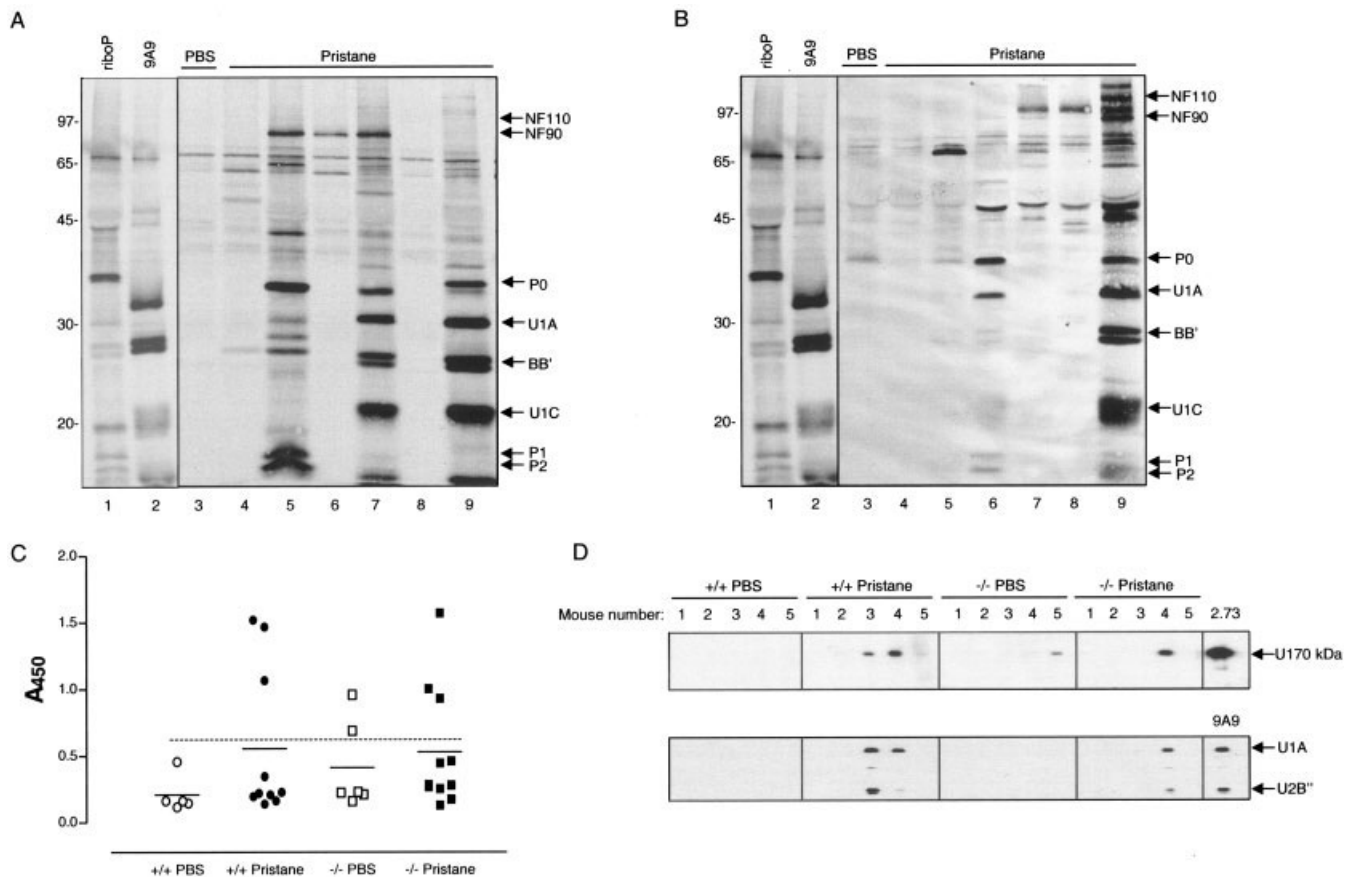 A
riboP
9A9
PBS
Pristane
97-
65-
45-
30-
20-
NF110
NF90
P0
U1A
BB'
U1C
P1
P2
1 2 3 4 5 6 7 8 9
B
riboP
9A9
PBS
Pristane
97-
65-
45-
30-
20-
NF110
NF90
P0
U1A
BB'
U1C
P1
P2
1 2 3 4 5 6 7 8 9
C
2.0
1.5
1.0
0.5
0.0
A450
+/+ PBS +/+ Pristane -/- PBS -/- Pristane
D
+/+ PBS +/+ Pristane -/- PBS -/- Pristane
Mouse number: 1 2 3 4 5 1 2 3 4 5 1 2 3 4 5 1 2 3 4 5 2.73
U170 kDa
9A9
U1A
U2B"